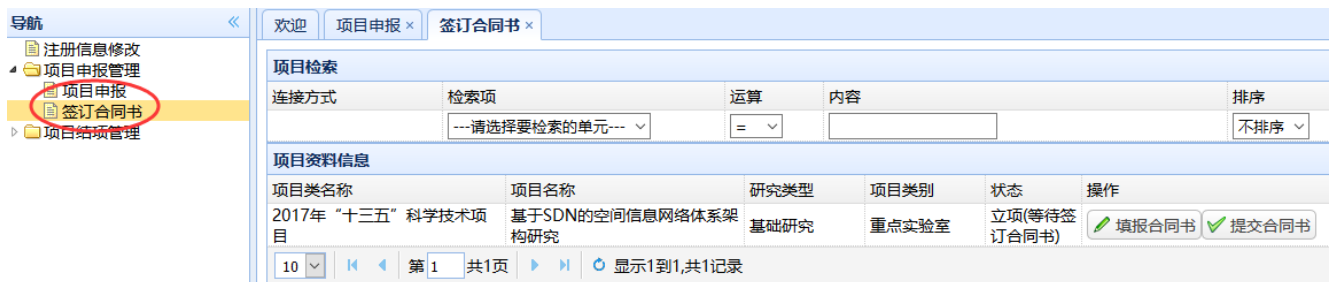 导航
欢迎 项目申报 签订合同书
注册信息修改
项目申报管理
项目申报
签订合同书
项目结项管理
项目检索
连接方式 检索项 运算 内容 排序
---请选择要检索的单元--- = 不排序
项目资料信息
项目类名称 项目名称 研究类型 项目类别 状态 操作
2017年“十三五”科学技术项
目
基于SDN的空间信息网络体系架
构研究
基础研究
重点实验室
立项(等待签
订合同书)
填报合同书 提交合同书
10 第 1 共1页 显示1到1,共1记录